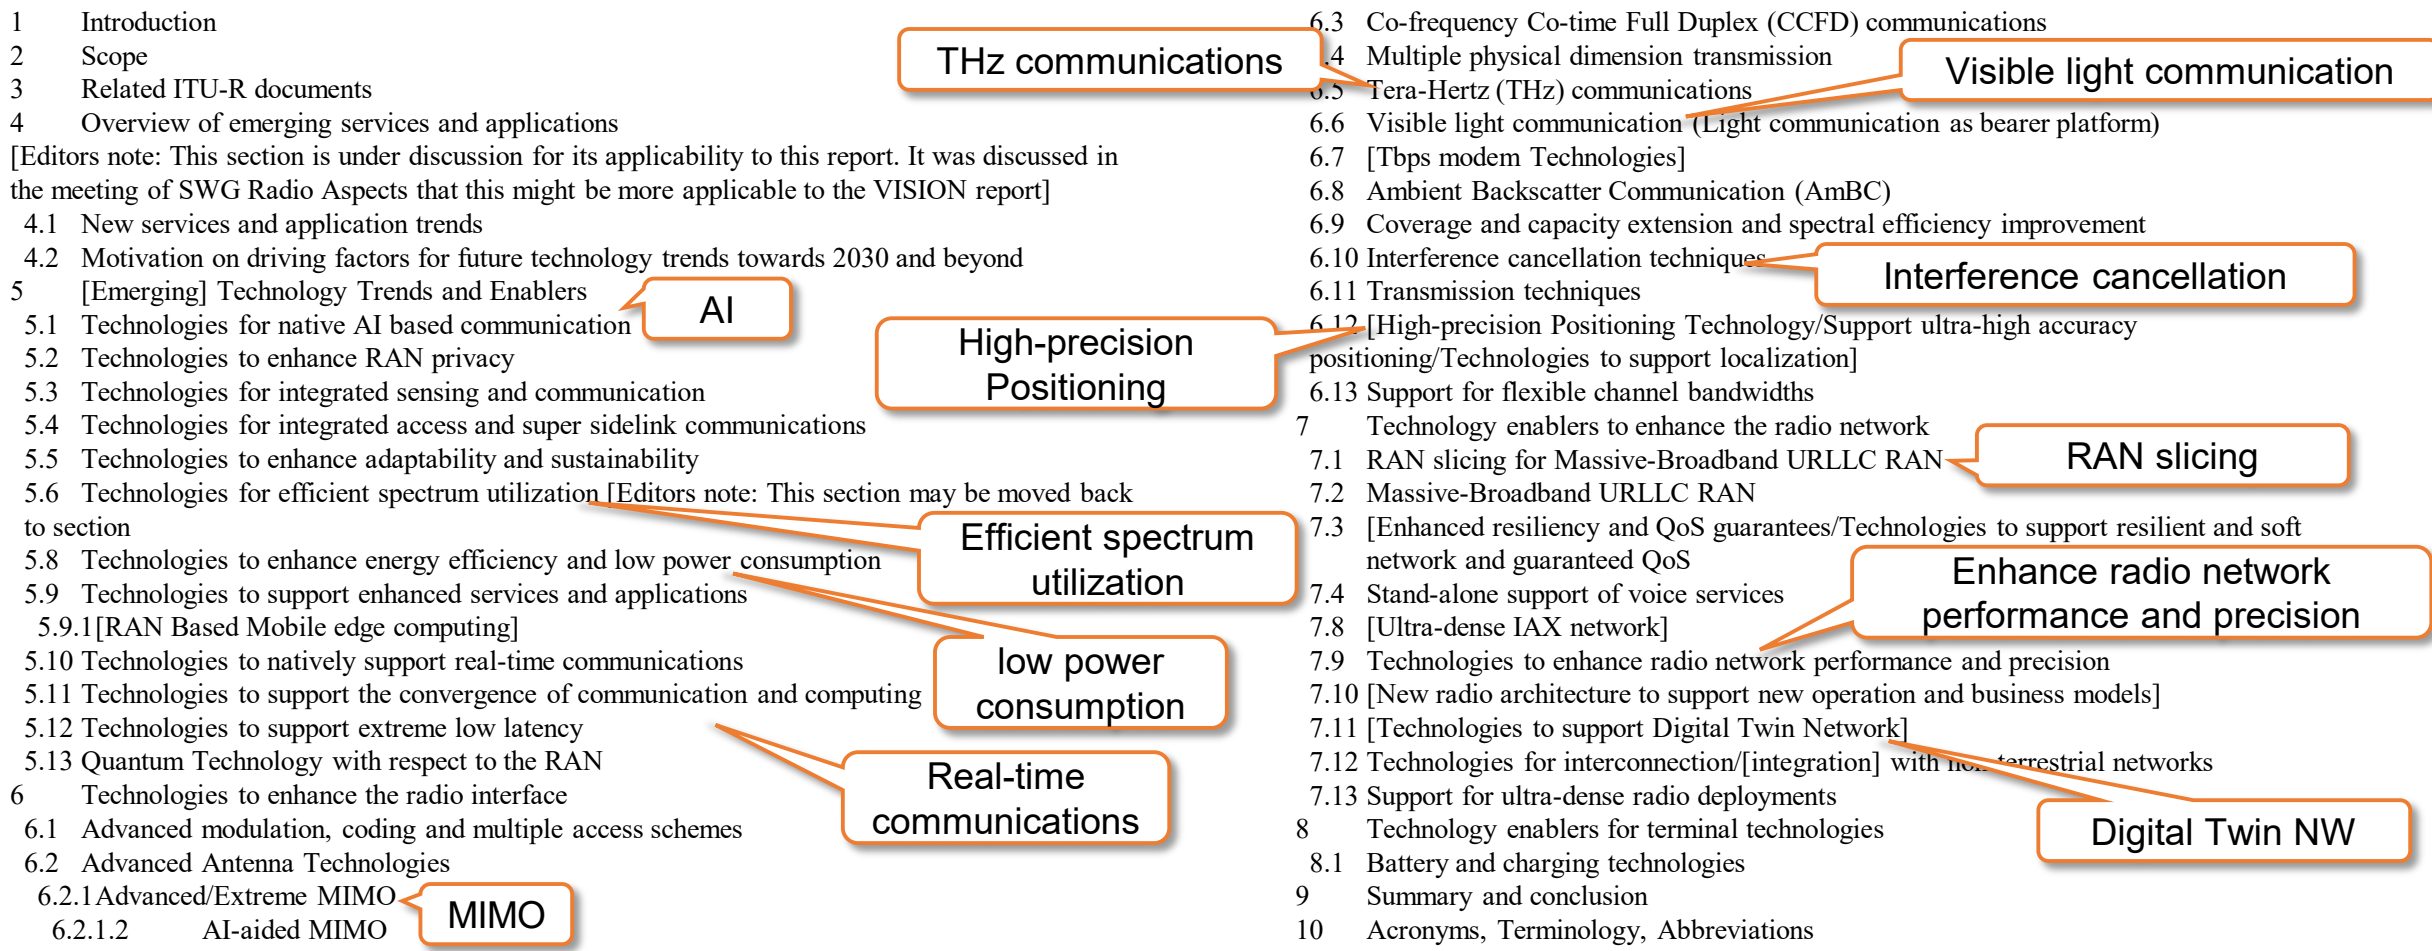 1 Introduction
2 Scope
3 Related ITU-R documents
4 Overview of emerging services and applications
[Editors note: This section is under discussion for its applicability to this report. It was discussed in
the meeting of SWG Radio Aspects that this might be more applicable to the VISION report]
4.1 New services and application trends
4.2 Motivation on driving factors for future technology trends towards 2030 and beyond
5 [Emerging] Technology Trends and Enablers
AI
5.1 Technologies for native AI based communication
5.2 Technologies to enhance RAN privacy
5.3 Technologies for integrated sensing and communication
5.4 Technologies for integrated access and super sidelink communications
5.5 Technologies to enhance adaptability and sustainability
5.6 Technologies for efficient spectrum utilization [Editors note: This section may be moved back
to section
Efficient spectrum
utilization
5.8 Technologies to enhance energy efficiency and low power consumption
5.9 Technologies to support enhanced services and applications
5.9.1[RAN Based Mobile edge computing]
low power
consumption
5.10 Technologies to natively support real-time communications
5.11 Technologies to support the convergence of communication and computing
5.12 Technologies to support extreme low latency
5.13 Quantum Technology with respect to the RAN
Real-time
communications
6 Technologies to enhance the radio interface
6.1 Advanced modulation, coding and multiple access schemes
6.2 Advanced Antenna Technologies
6.2.1Advanced/Extreme MIMO
6.2.1.2 AI-aided MIMO
MIMO
6.3 Co-frequency Co-time Full Duplex (CCFD) communications
THz communications
6.4 Multiple physical dimension transmission
Visible light communication
6.5 Tera-Hertz (THz) communications
6.6 Visible light communication (Light communication as bearer platform)
6.7 [Tbps modem Technologies]
6.8 Ambient Backscatter Communication (AmBC)
6.9 Coverage and capacity extension and spectral efficiency improvement
6.10 Interference cancellation techniques
Interference cancellation
6.11 Transmission techniques
High-precision
Positioning
6.12 [High-precision Positioning Technology/Support ultra-high accuracy
positioning/Technologies to support localization]
6.13 Support for flexible channel bandwidths
7 Technology enablers to enhance the radio network
7.1 RAN slicing for Massive-Broadband URLLC RAN
RAN slicing
7.2 Massive-Broadband URLLC RAN
7.3 [Enhanced resiliency and QoS guarantees/Technologies to support resilient and soft
network and guaranteed QoS
Enhance radio network
performance and precision
7.4 Stand-alone support of voice services
7.8 [Ultra-dense IAX network]
7.9 Technologies to enhance radio network performance and precision
7.10 [New radio architecture to support new operation and business models]
7.11 [Technologies to support Digital Twin Network]
7.12 Technologies for interconnection/[integration] with non-terrestrial networks
7.13 Support for ultra-dense radio deployments
Digital Twin NW
8 Technology enablers for terminal technologies
8.1 Battery and charging technologies
9 Summary and conclusion
10 Acronyms, Terminology, Abbreviations